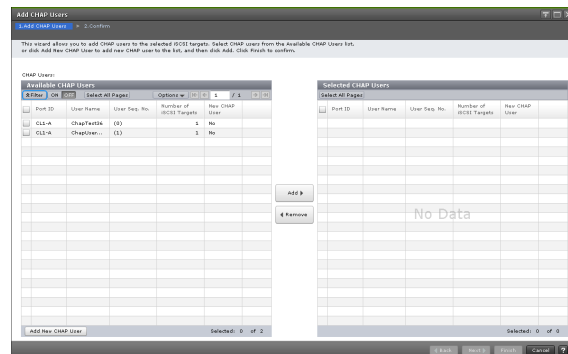 Add CHAP Users
1.Add CHAP Users > 2.Confirm
This wizard allows you to add CHAP users to the selected iSCSI targets. Select CHAP users from the Available CHAP Users list,
or click Add New CHAP User to add new CHAP user to the list, and then click Add. Click Finish to confirm.
CHAP Users:
Available CHAP Users
Filter ON OFF Select All Pages Options 1 / 1
Port ID User Name User Seq. No. Number of iSCSI Targets New CHAP User
CL1-A ChapTest36 (0) 1 No
CL1-A ChapUser... (1) 1 No
Add New CHAP User Selected: 0 of 2
Add
Remove
Selected CHAP Users
Select All Pages
Port ID User Name User Seq. No. Number of iSCSI Targets New CHAP User
No Data
Selected: 0 of 0
Back Next Finish Cancel ?